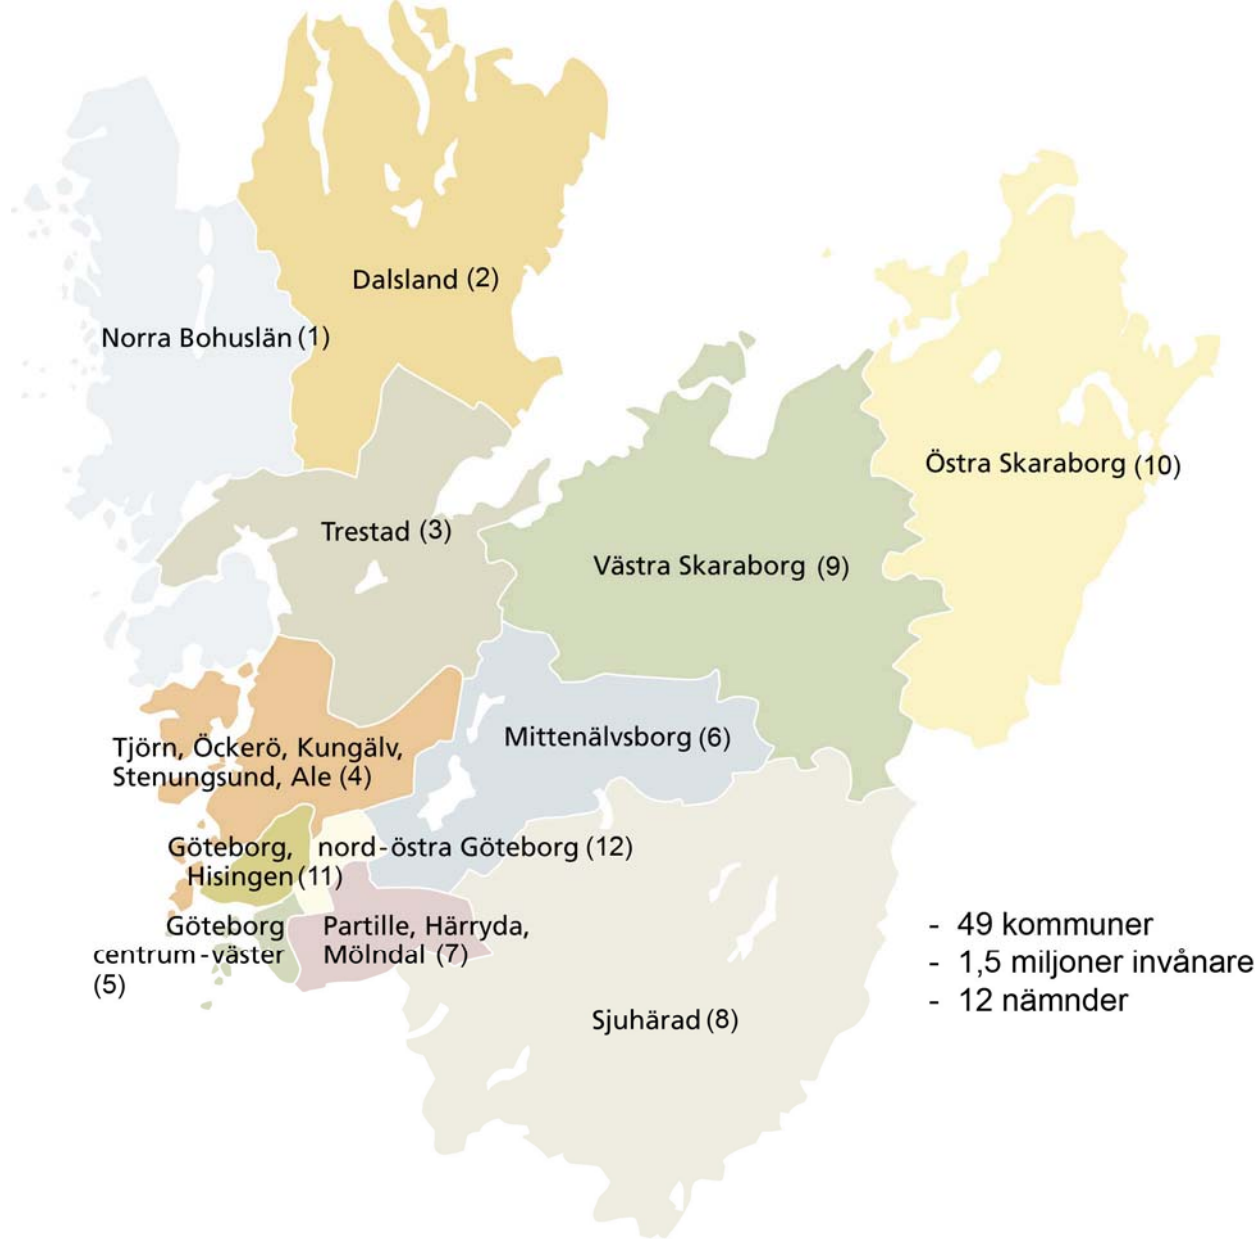 Dalsland (2)
Norra Bohuslän (1)
Östra Skaraborg (10)
Trestad (3)
Västra Skaraborg (9)
Mittenälvsborg (6)
Tjörn, Öckerö, Kungälv,
Stenungsund, Ale (4)
Göteborg,
Hisingen (11)
nord-östra Göteborg (12)
Göteborg
centrum-väster
(5)
Partille, Härryda,
Mölndal (7)
Sjuhärad (8)
- 49 kommuner
- 1,5 miljoner invånare
- 12 nämnder